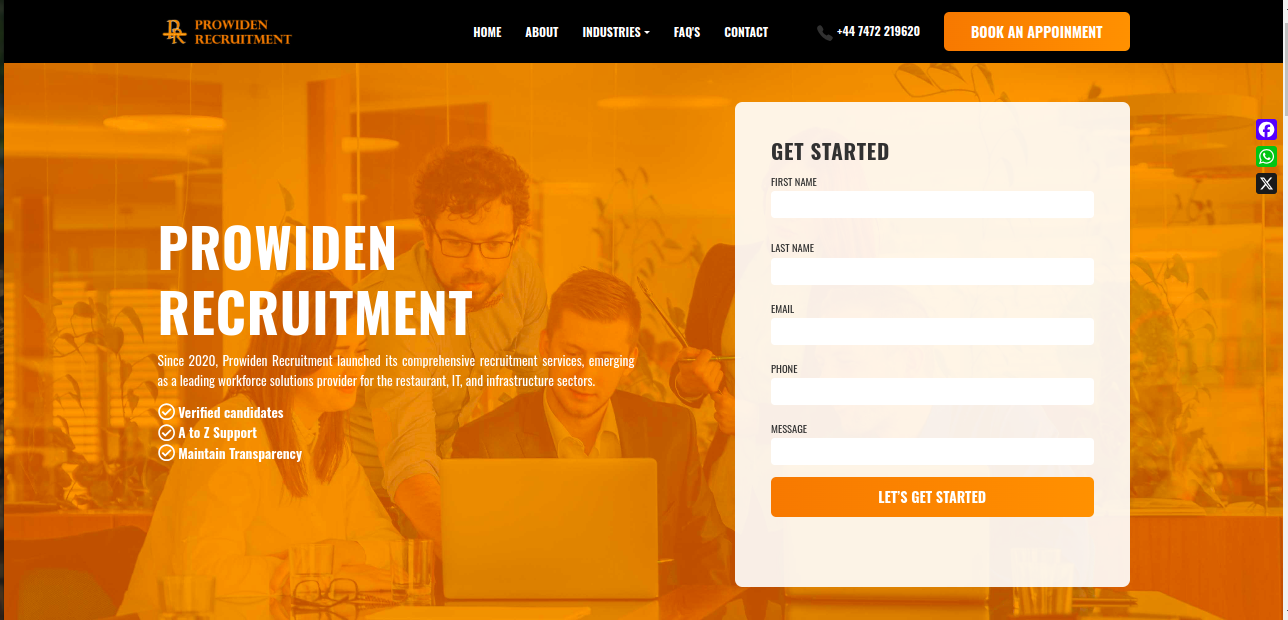 PROWIDEN
RECRUITMENT
HOME ABOUT INDUSTRIES FAQ'S CONTACT +44 7472 219620 BOOK AN APPOINMENT
PROWIDEN
RECRUITMENT
Since 2020, Prowiden Recruitment launched its comprehensive recruitment services, emerging
as a leading workforce solutions provider for the restaurant, IT, and infrastructure sectors.
Verified candidates
A to Z Support
Maintain Transparency
GET STARTED
FIRST NAME
LAST NAME
EMAIL
PHONE
MESSAGE
LET'S GET STARTED